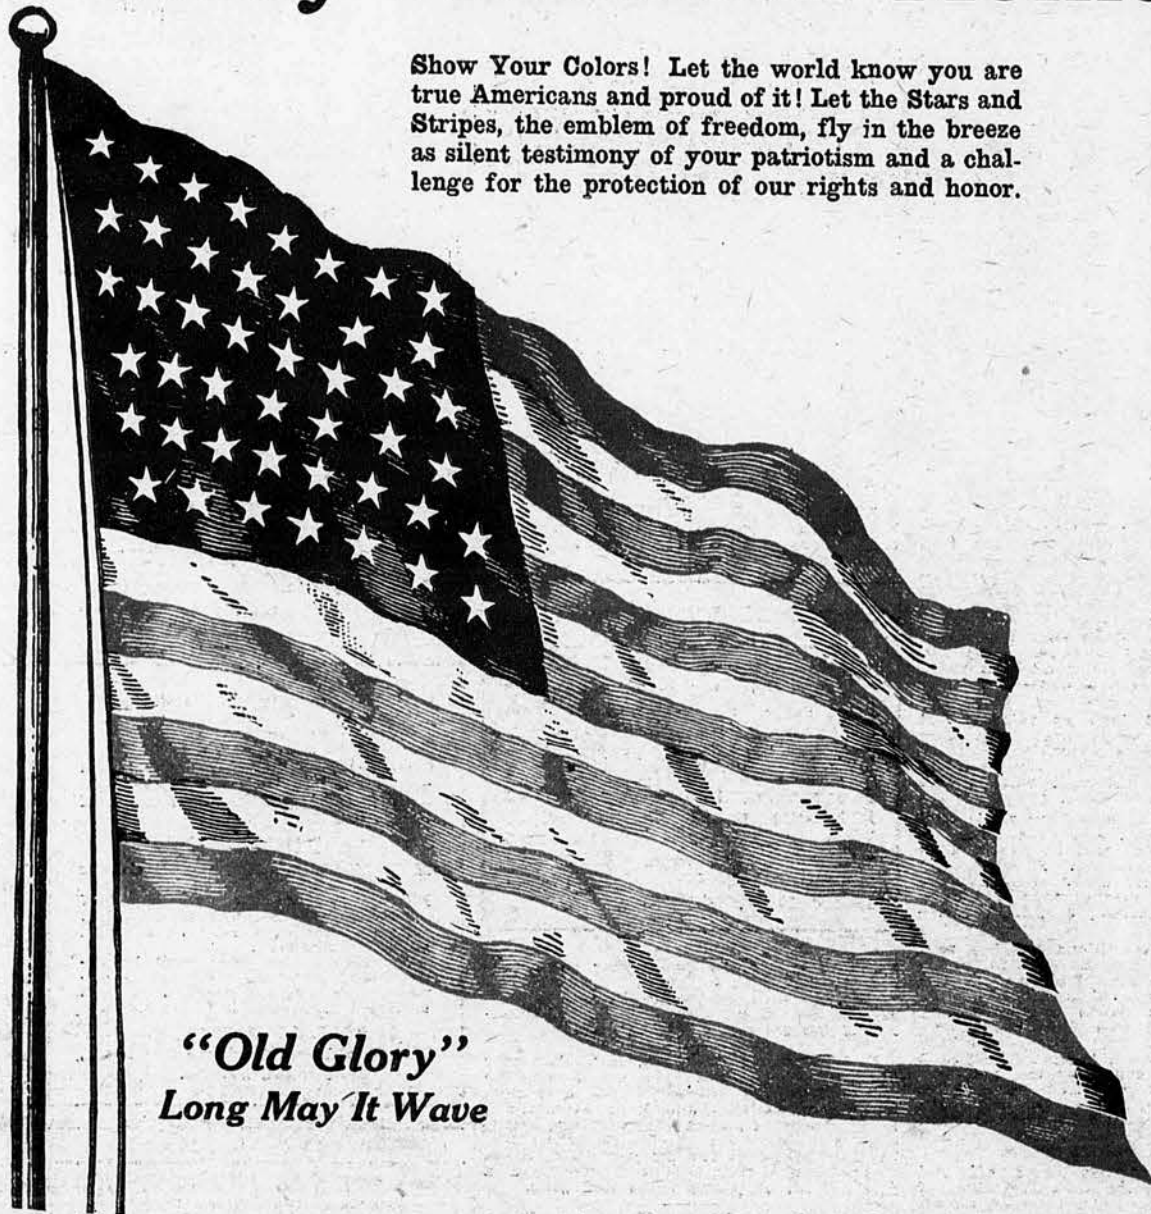 Show Your Colors! Let the world know you are
true Americans and proud of it! Let the Stars and
Stripes, the emblem of freedom, fly in the breeze
as silent testimony of your patriotism and a chal-
lenge for the protection of our rights and honor.
“Old Glory”
Long May It Wave